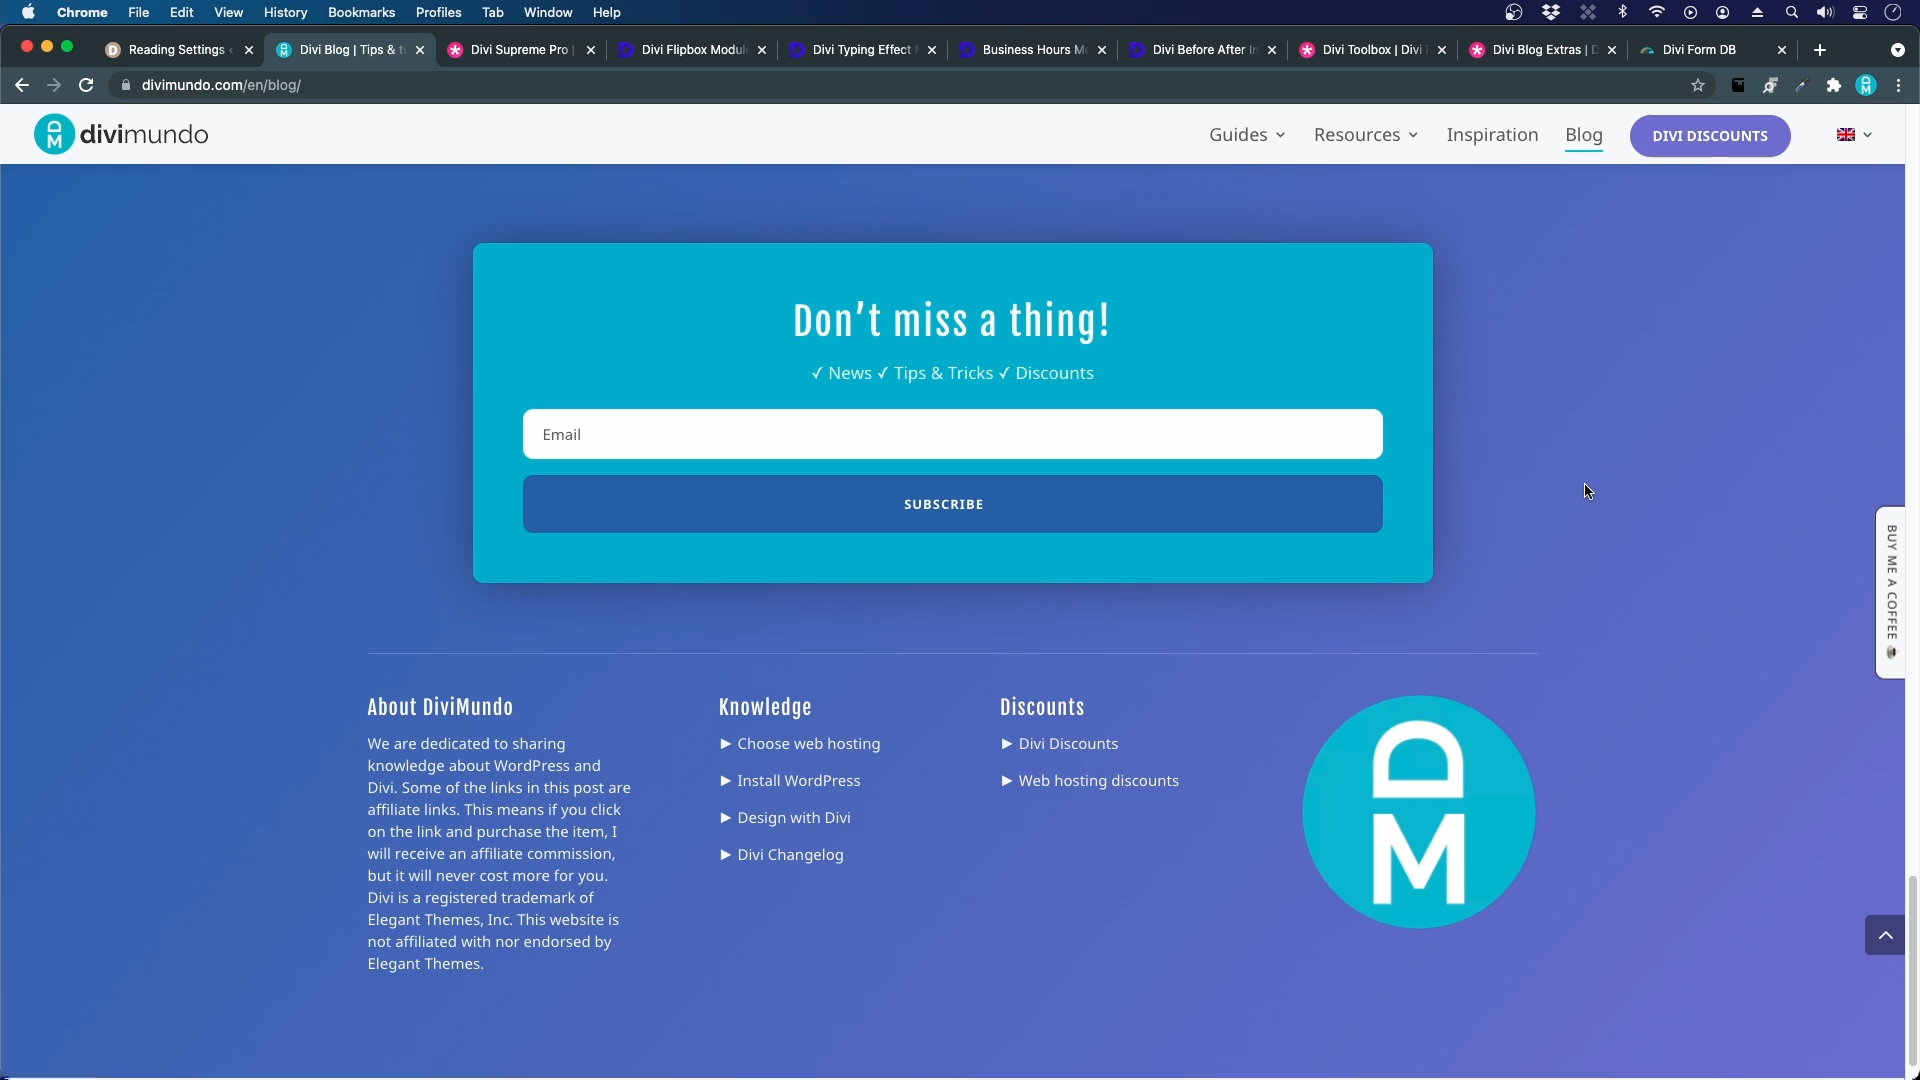 Chrome File Edit View History Bookmarks Profiles Tab Window Help
Reading Settings
Divi Blog | Tips & t
Divi Supreme Pro |
Divi Flipbox Modul
Divi Typing Effect
Business Hours M
Divi Before After I
Divi Toolbox | Divi
Divi Blog Extras | D
Divi Form DB
divimundo.com/en/blog/
DM divimundo
Guides Resources Inspiration Blog DIVI DISCOUNTS
Don’t miss a thing!
✓ News ✓ Tips & Tricks ✓ Discounts
Email
SUBSCRIBE
BUY ME A COFFEE
About DiviMundo
We are dedicated to sharing
knowledge about WordPress and
Divi. Some of the links in this post are
affiliate links. This means if you click
on the link and purchase the item, I
will receive an affiliate commission,
but it will never cost more for you.
Divi is a registered trademark of
Elegant Themes, Inc. This website is
not affiliated with nor endorsed by
Elegant Themes.
Knowledge
► Choose web hosting
► Install WordPress
► Design with Divi
► Divi Changelog
Discounts
► Divi Discounts
► Web hosting discounts
DM